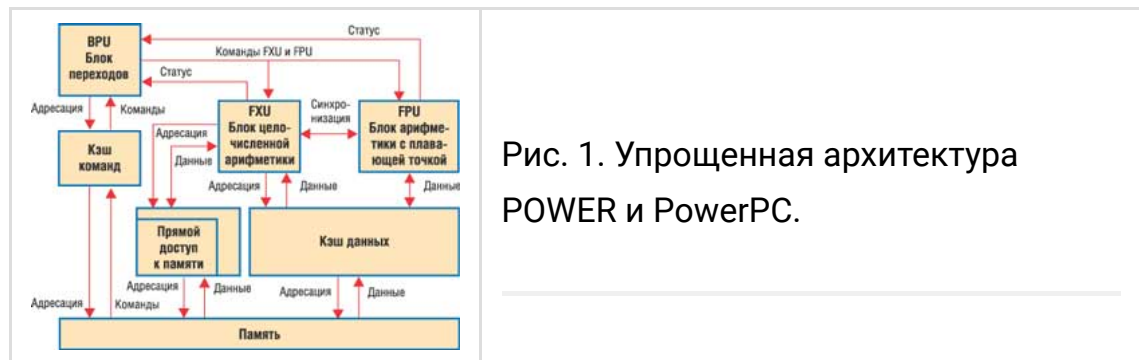 Статус
BPU
Блок
переходов
Команды FXU и FPU
Статус
Адресация
Команды
Кэш
команд
FXU
Блок цело-
численной
арифметики
Синхро-
низация
FPU
Блок арифме-
тики с плава-
ющей точкой
Адресация
Данные
Адресация
Данные
Данные
Прямой
доступ
к памяти
Кэш данных
Адресация
Данные
Адресация
Данные
Адресация
Команды
Память
Рис. 1. Упрощенная архитектура
POWER и PowerPC.